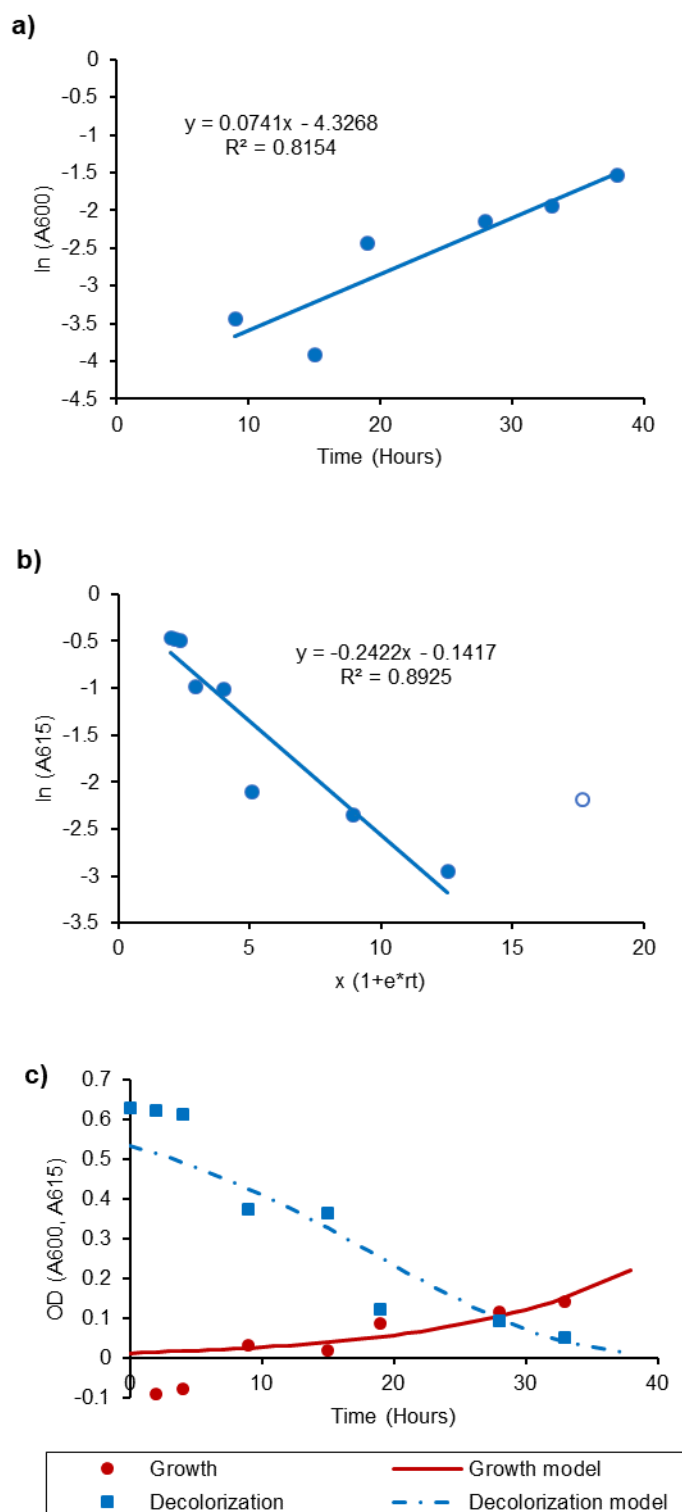 a)
0
-0.5
-1
-1.5
-2
-2.5
-3
-3.5
-4
-4.5
ln (A600)
y = 0.0741x - 4.3268
R² = 0.8154
0 10 20 30 40
Time (Hours)
b)
0
-0.5
-1
-1.5
-2
-2.5
-3
-3.5
ln (A615)
y = -0.2422x - 0.1417
R² = 0.8925
0 5 10 15 20
x (1+e*rt)
c)
0.7
0.6
0.5
0.4
0.3
0.2
0.1
0
-0.1
OD (A600, A615)
0 10 20 30 40
Time (Hours)
Growth Growth model
Decolorization Decolorization model